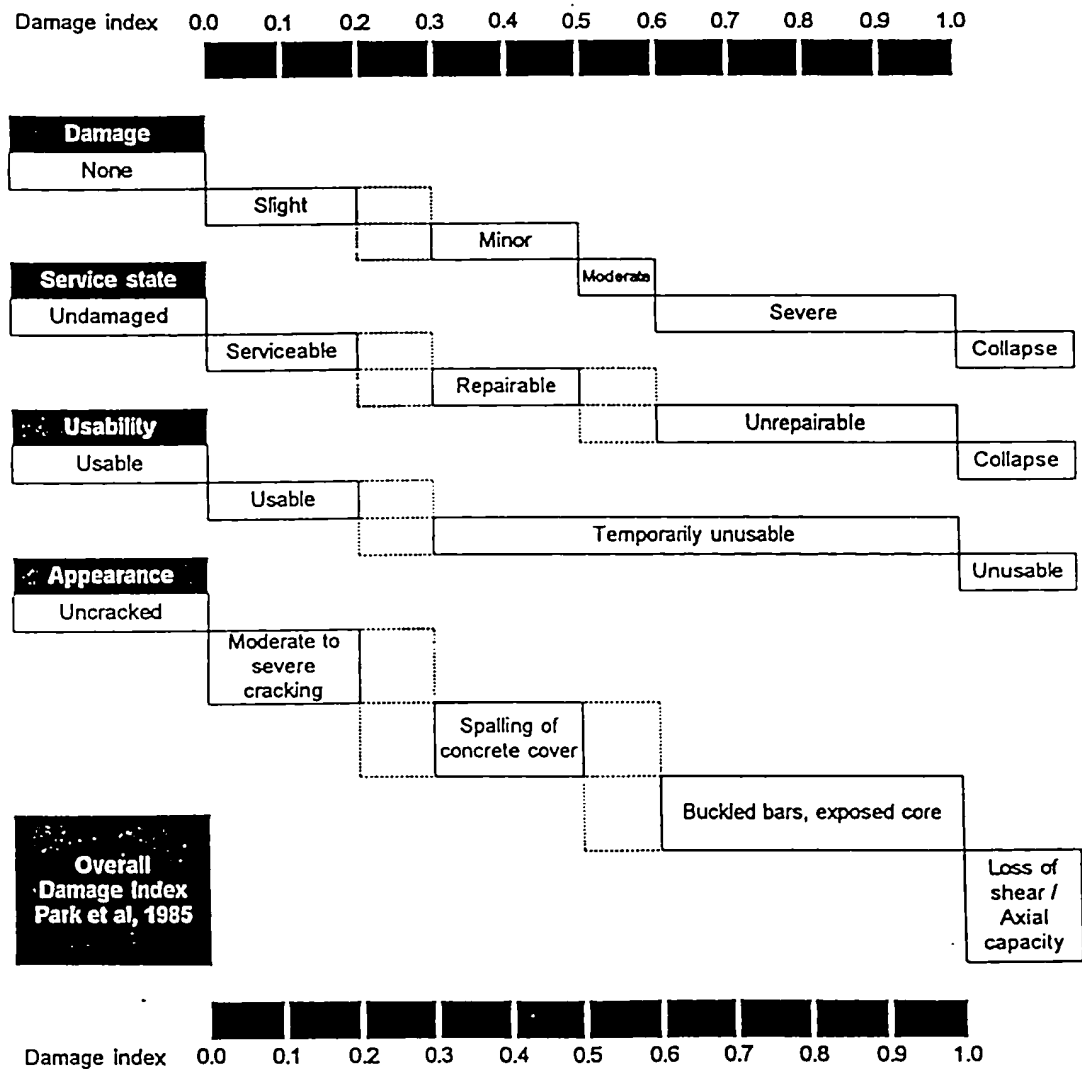 Damage index 0.0 0.1 0.2 0.3 0.4 0.5 0.6 0.7 0.8 0.9 1.0
Damage
None
Slight
Minor
Moderate
Severe
Collapse
Service state
Undamaged
Serviceable
Repairable
Unrepairable
Collapse
Usability
Usable
Usable
Temporarily unusable
Unusable
Appearance
Uncracked
Moderate to
severe
cracking
Spalling of
concrete cover
Buckled bars, exposed core
Loss of
shear /
Axial
capacity
Overall
Damage Index
Park et al, 1985
Damage index 0.0 0.1 0.2 0.3 0.4 0.5 0.6 0.7 0.8 0.9 1.0